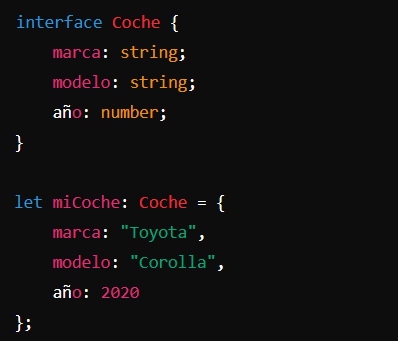 interface Coche {
    marca: string;
    modelo: string;
    año: number;
}

let miCoche: Coche = {
    marca: "Toyota",
    modelo: "Corolla",
    año: 2020
};